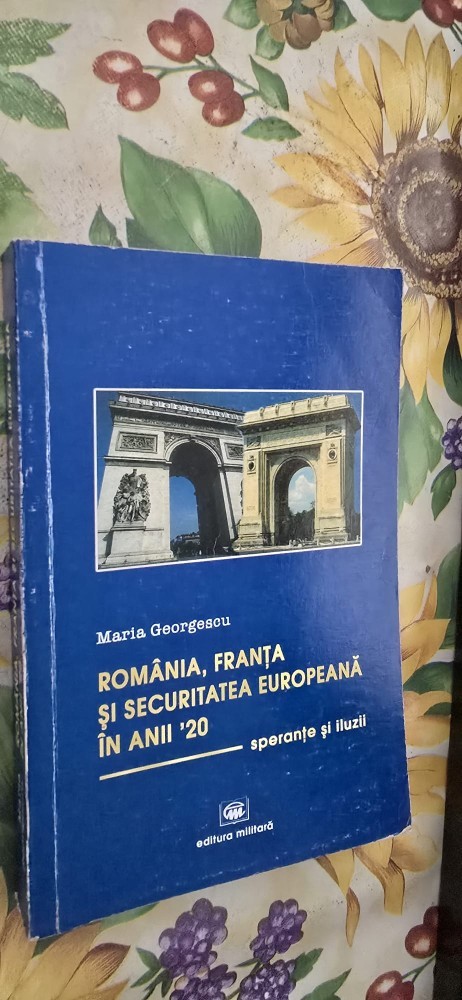 Maria Georgescu
ROMÂNIA, FRANȚA
ȘI SECURITATEA EUROPEANĂ
ÎN ANII '20
speranțe și iluzii
editura militară